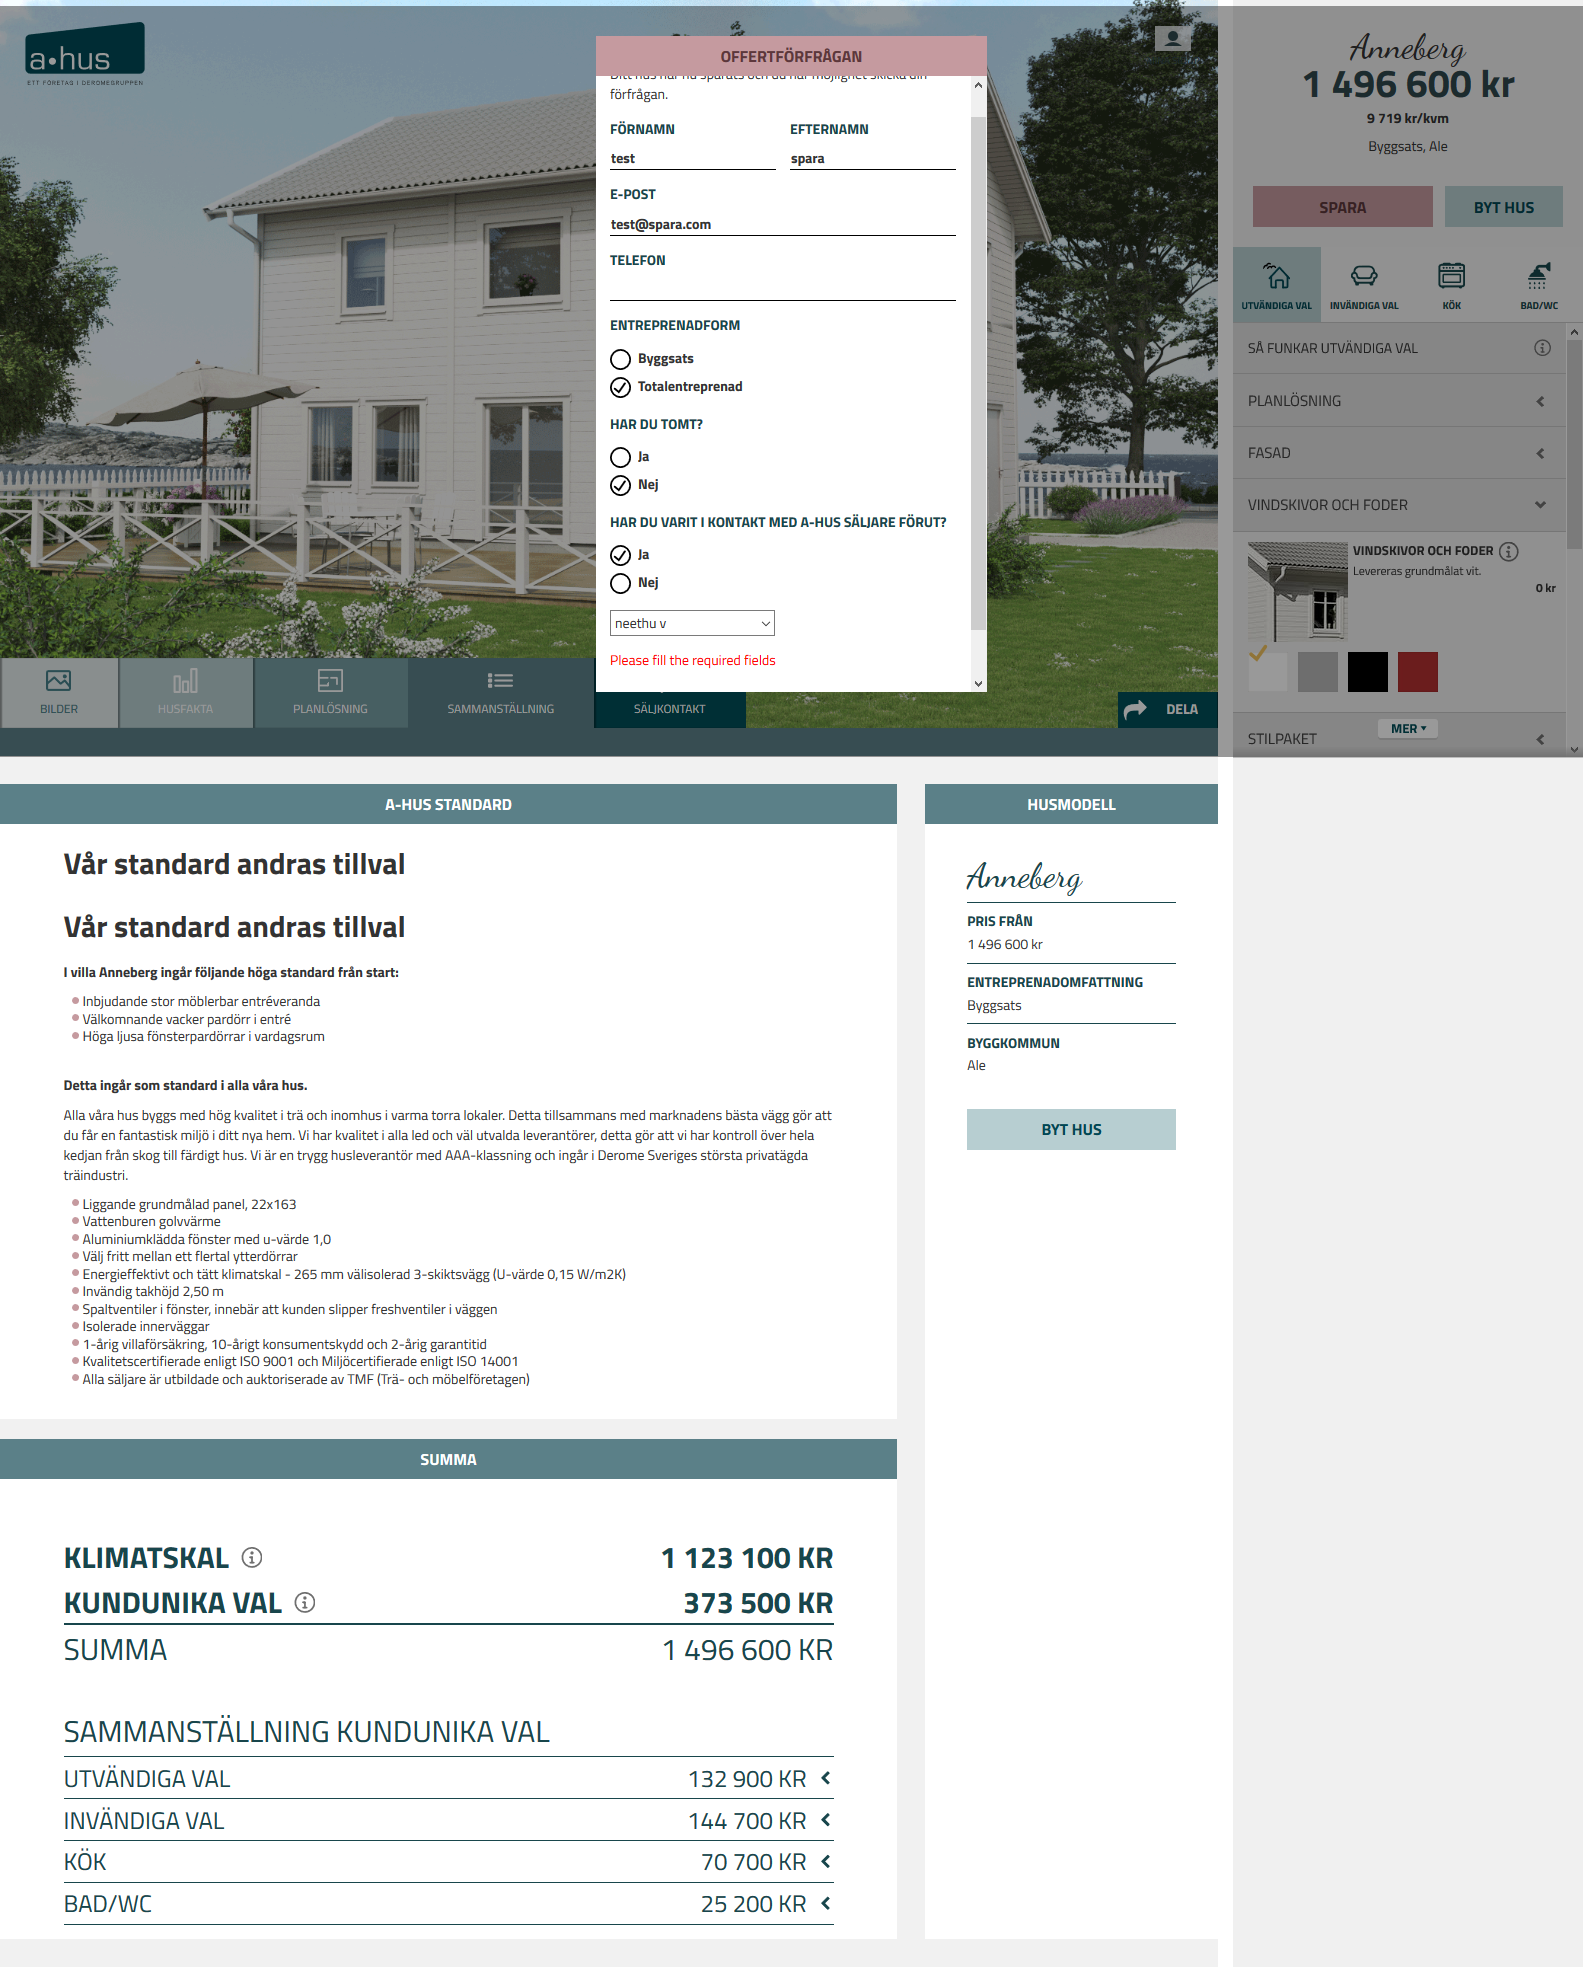 a•hus
ETT FÖRETAG I DEROMEGRUPPEN
OFFERTFÖRFRÅGAN
Ditt hus har nu sparats och du har möjlighet skicka din
förfrågan.
FÖRNAMN
EFTERNAMN
test
spara
E-POST
test@spara.com
TELEFON
ENTREPRENADFORM
Byggsats
Totalentreprenad
HAR DU TOMT?
Ja
Nej
HAR DU VARIT I KONTAKT MED A-HUS SÄLJARE FÖRUT?
Ja
Nej
neethu v
Please fill the required fields
BILDER
HUSFAKTA
PLANLÖSNING
SAMMANSTÄLLNING
SÄLJKONTAKT
DELA
Anneberg
1 496 600 kr
9 719 kr/kvm
Byggsats, Ale
SPARA
BYT HUS
UTVÄNDIGA VAL
INVÄNDIGA VAL
KÖK
BAD/WC
SÅ FUNKAR UTVÄNDIGA VAL
PLANLÖSNING
FASAD
VINDSKIVOR OCH FODER
VINDSKIVOR OCH FODER
Levereras grundmålat vit.
0 kr
STILPAKET
MER
A-HUS STANDARD
Vår standard andras tillval
Vår standard andras tillval
I villa Anneberg ingår följande höga standard från start:
Inbjudande stor möblerbar entréveranda
Välkomnande vacker pardörr i entré
Höga ljusa fönsterpardörrar i vardagsrum
Detta ingår som standard i alla våra hus.
Alla våra hus byggs med hög kvalitet i trä och inomhus i varma torra lokaler. Detta tillsammans med marknadens bästa vägg gör att
du får en fantastisk miljö i ditt nya hem. Vi har kvalitet i alla led och väl utvalda leverantörer, detta gör att vi har kontroll över hela
kedjan från skog till färdigt hus. Vi är en trygg husleverantör med AAA-klassning och ingår i Derome Sveriges största privatägda
träindustri.
Liggande grundmålad panel, 22x163
Vattenburen golvvärme
Aluminiumklädda fönster med u-värde 1,0
Välj fritt mellan ett flertal ytterdörrar
Energieffektivt och tätt klimatskal - 265 mm välisolerad 3-skiktsvägg (U-värde 0,15 W/m2K)
Invändig takhöjd 2,50 m
Spaltventiler i fönster, innebär att kunden slipper freshventiler i väggen
Isolerade innerväggar
1-årig villaförsäkring, 10-årigt konsumentskydd och 2-årig garantitid
Kvalitetscertifierade enligt ISO 9001 och Miljöcertifierade enligt ISO 14001
Alla säljare är utbildade och auktoriserade av TMF (Trä- och möbelföretagen)
HUSMODELL
Anneberg
PRIS FRÅN
1 496 600 kr
ENTREPRENADOMFATTNING
Byggsats
BYGGKOMMUN
Ale
BYT HUS
SUMMA
KLIMATSKAL 1 123 100 KR
KUNDUNIKA VAL 373 500 KR
SUMMA 1 496 600 KR
SAMMANSTÄLLNING KUNDUNIKA VAL
UTVÄNDIGA VAL 132 900 KR
INVÄNDIGA VAL 144 700 KR
KÖK 70 700 KR
BAD/WC 25 200 KR